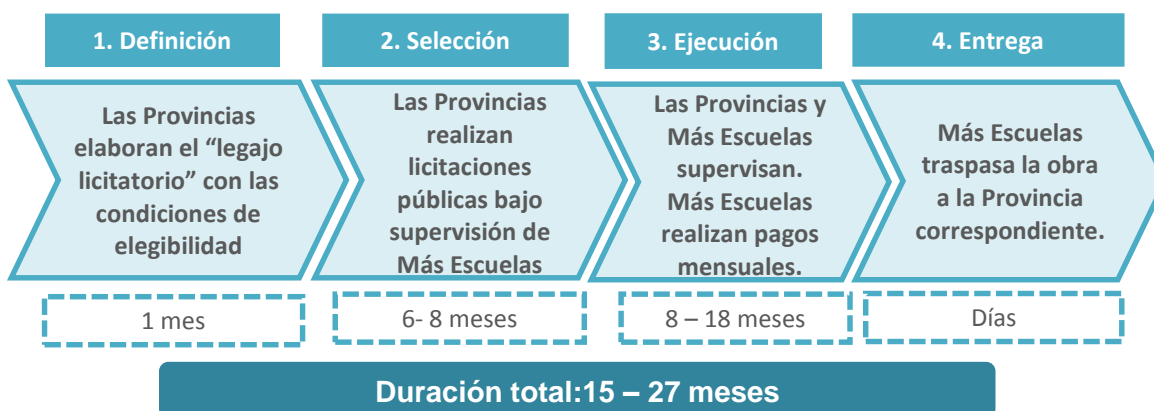 1. Definición
2. Selección
3. Ejecución
4. Entrega
Las Provincias
elaboran el “legajo
licitatorio” con las
condiciones de
elegibilidad
Las Provincias
realizan
licitaciones
públicas bajo
supervisión de
Más Escuelas
Las Provincias y
Más Escuelas
supervisan.
Más Escuelas
realizan pagos
mensuales.
Más Escuelas
traspasa la obra
a la Provincia
correspondiente.
1 mes
6- 8 meses
8 – 18 meses
Días
Duración total:15 – 27 meses